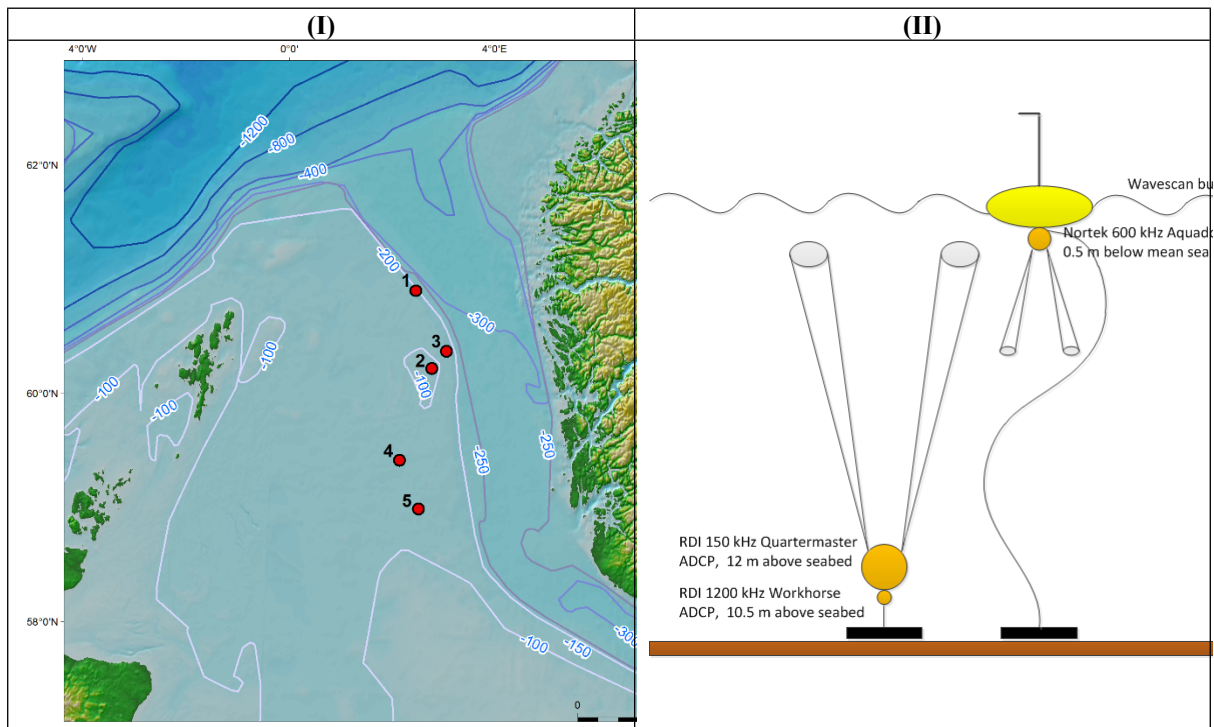 (I)
(II)
4°0'W
0°0'
4°0'E
62°0'N
60°0'N
58°0'N
-1200
-800
-400
-200
-300
-100
-100
-100
-100
-250
-250
-100
-150
-300
1
3
2
4
5
0
Wavescan bu
Nortek 600 kHz Aquad
0.5 m below mean sea
RDI 150 kHz Quartermaster
ADCP, 12 m above seabed
RDI 1200 kHz Workhorse
ADCP, 10.5 m above seabed